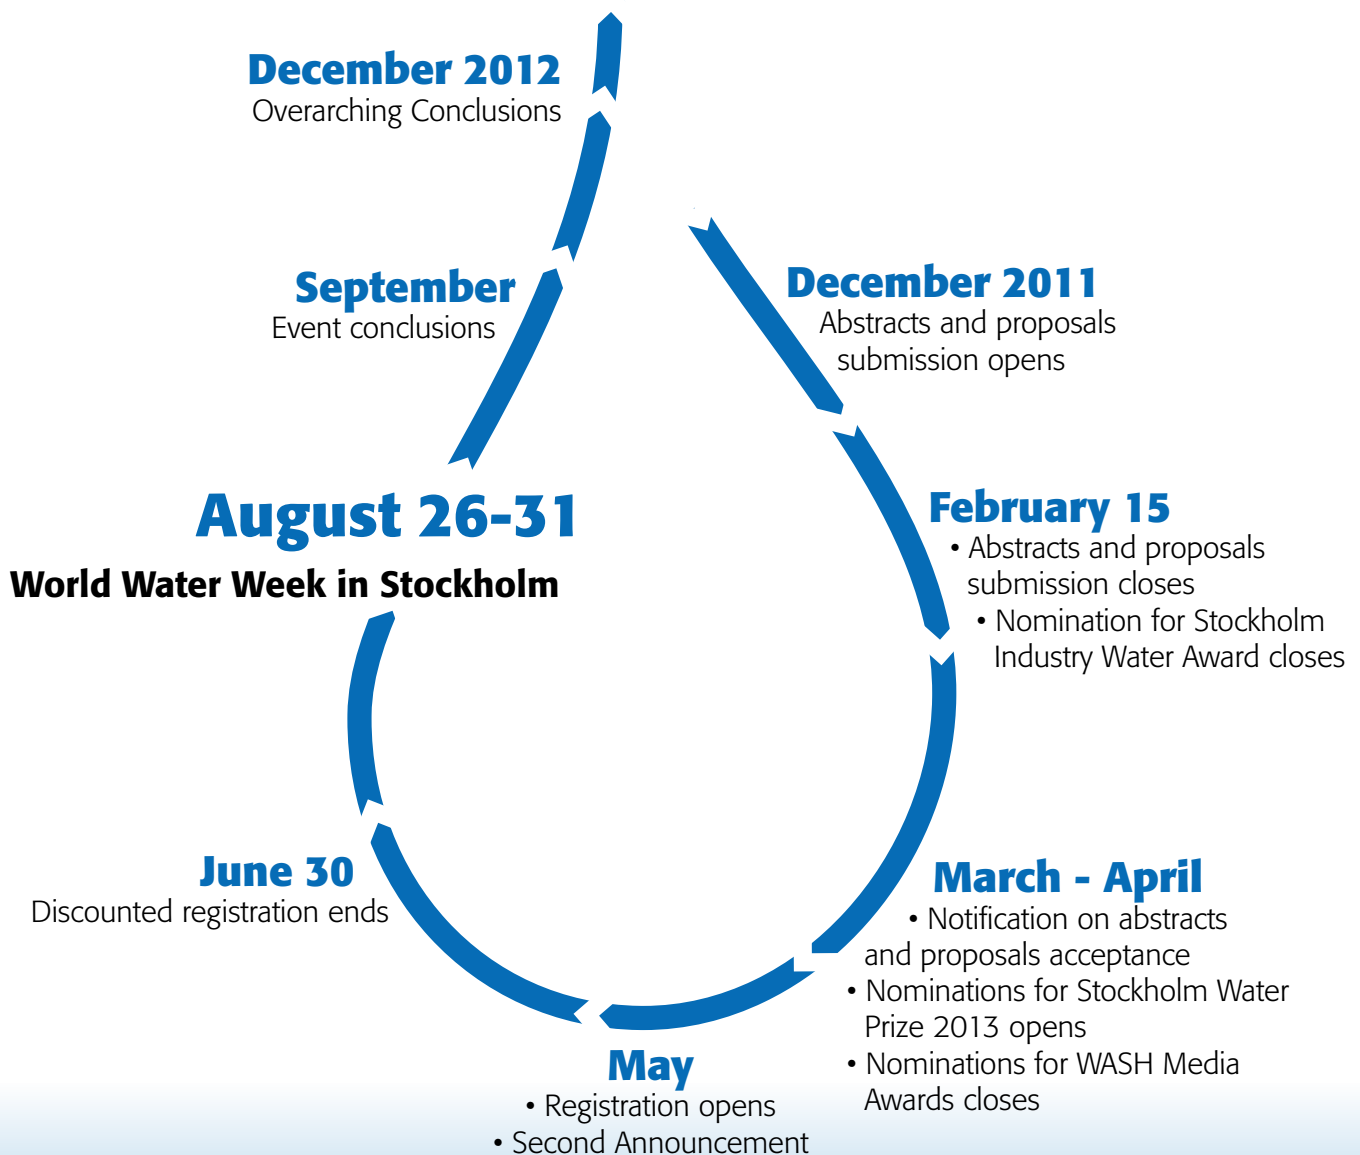 December 2012
Overarching Conclusions
September
Event conclusions
August 26-31
World Water Week in Stockholm
June 30
Discounted registration ends
December 2011
Abstracts and proposals
submission opens
February 15
• Abstracts and proposals
submission closes
• Nomination for Stockholm
Industry Water Award closes
March - April
• Notification on abstracts
and proposals acceptance
• Nominations for Stockholm Water
Prize 2013 opens
• Nominations for WASH Media
Awards closes
May
• Registration opens
• Second Announcement